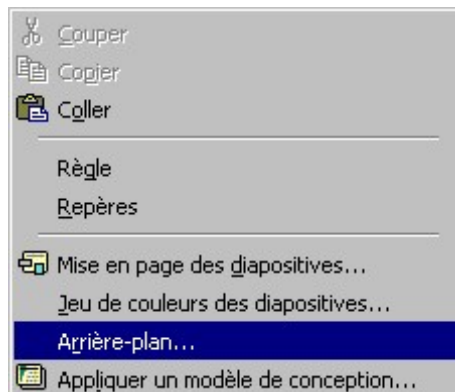 Couper
Copier
Coller
Règle
Repères
Mise en page des diapositives...
Jeu de couleurs des diapositives...
Arrière-plan...
Appliquer un modèle de conception...